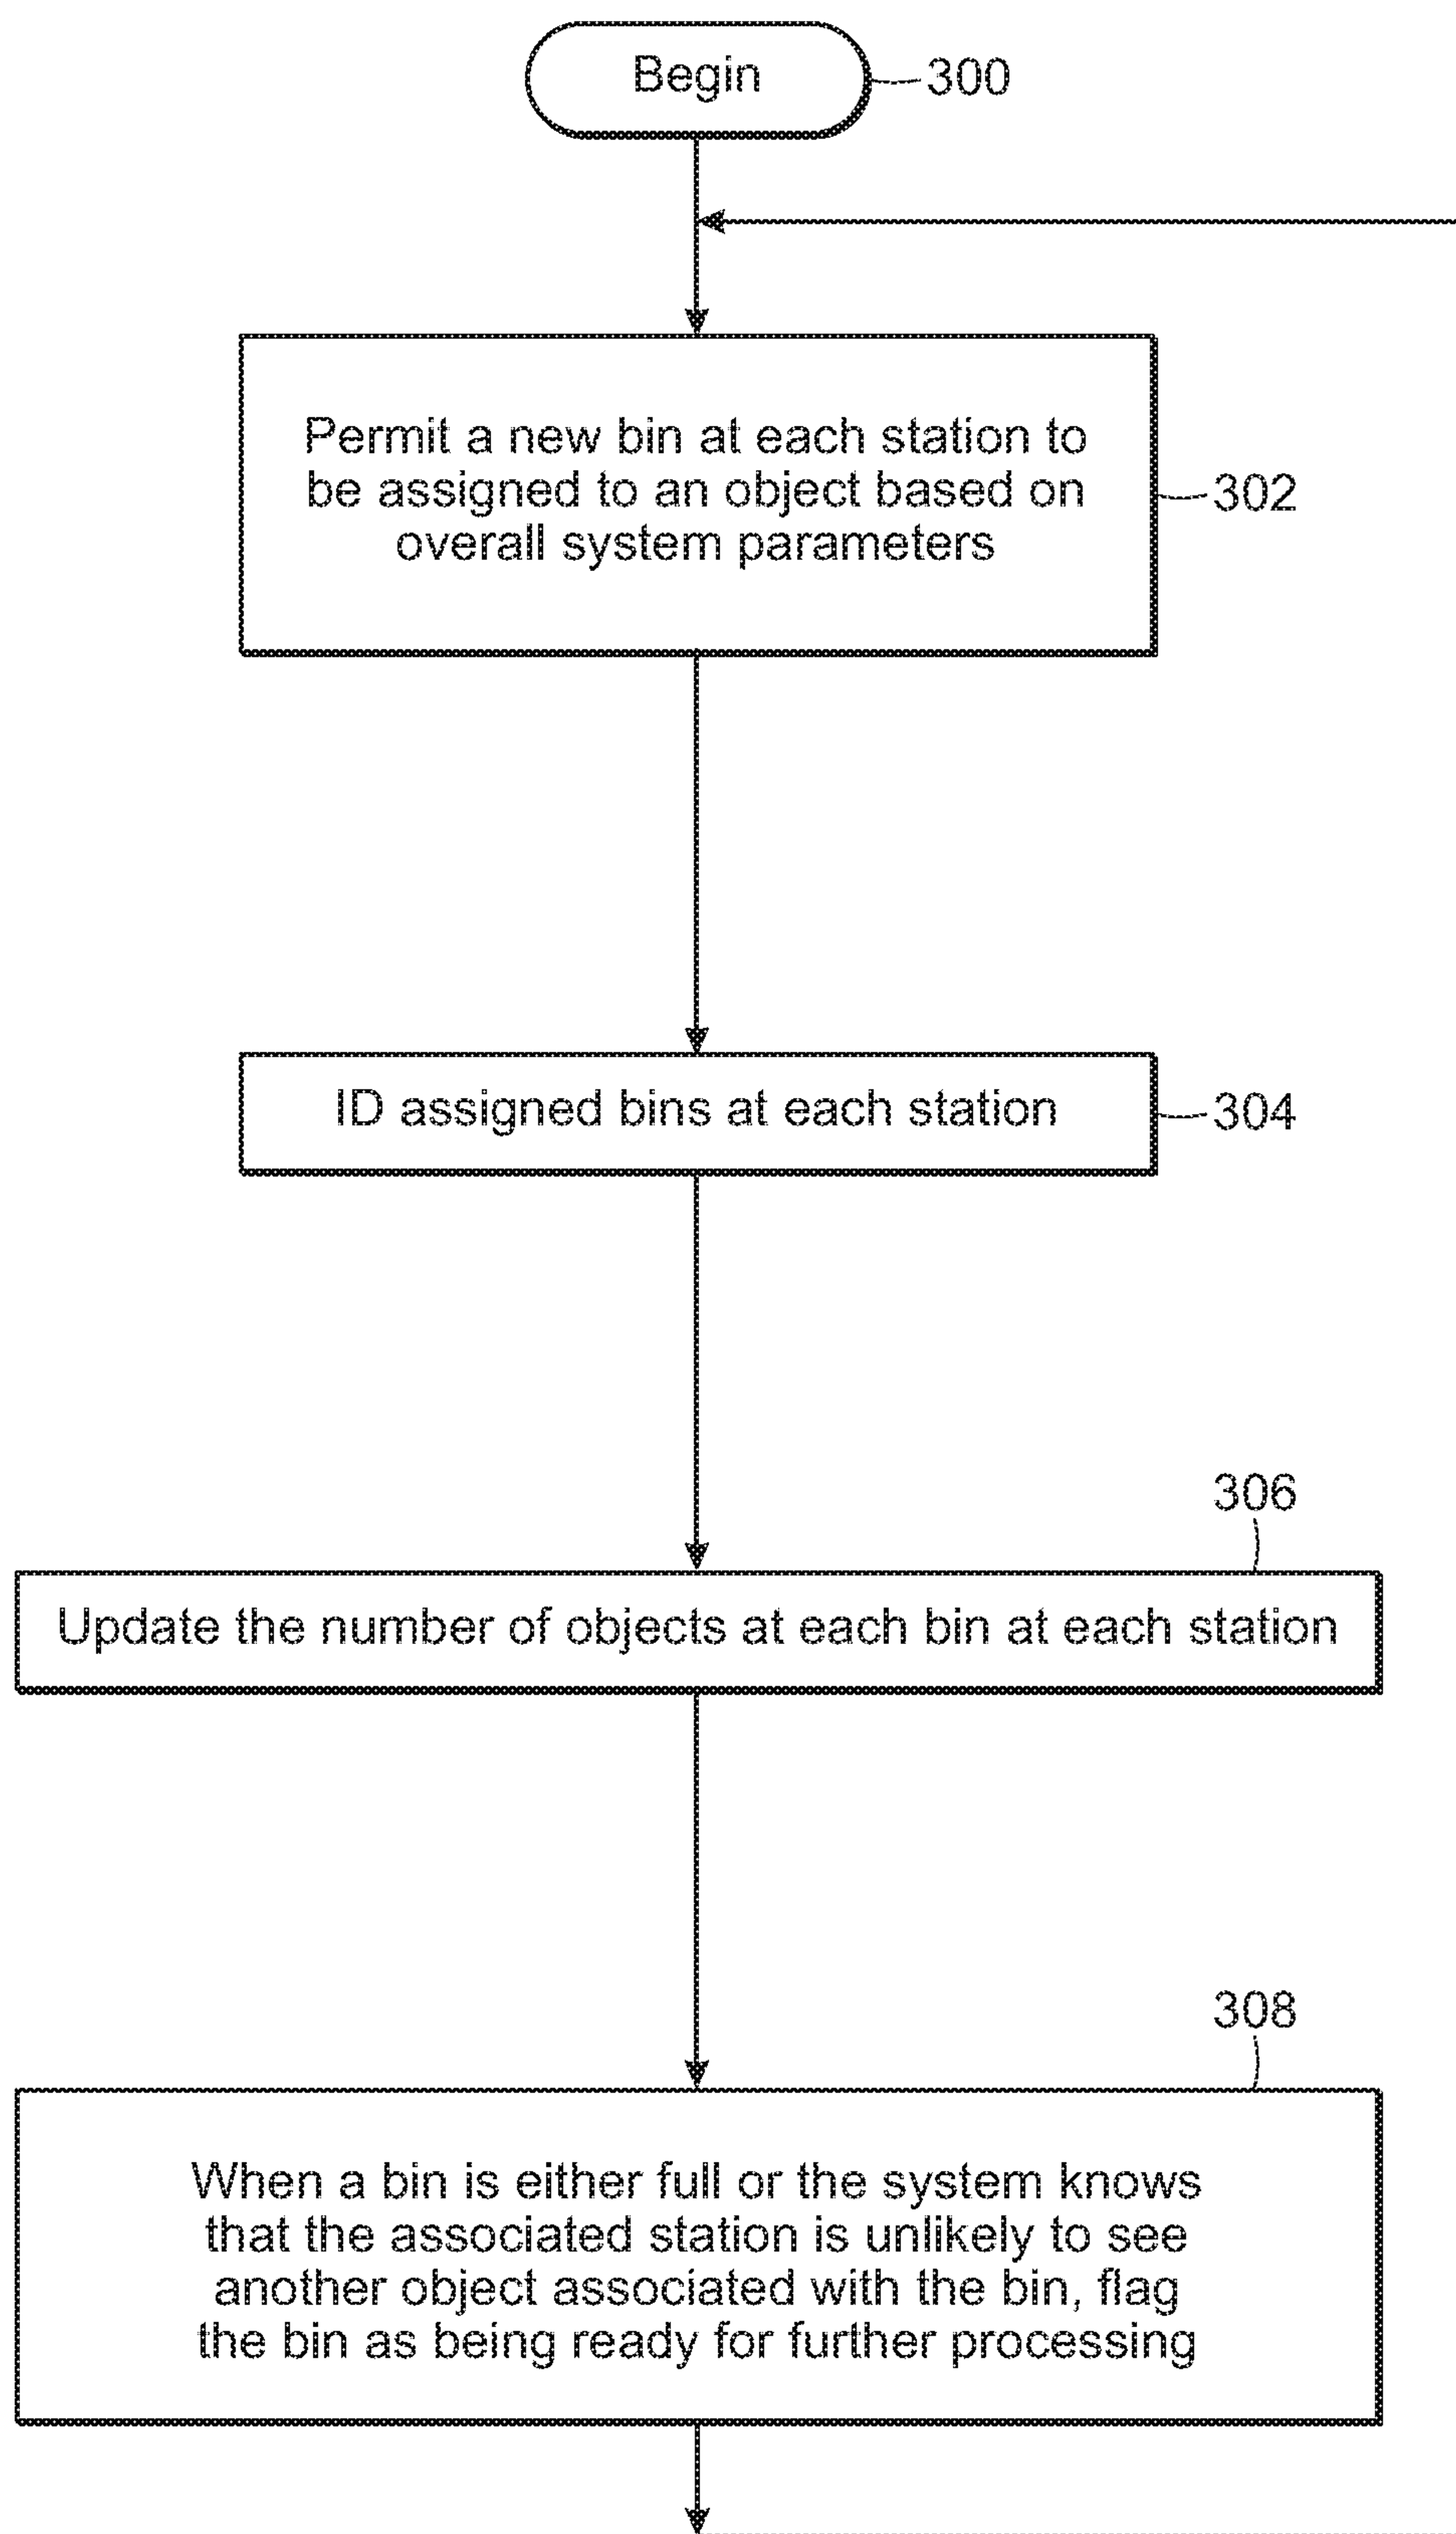 Begin
300
Permit a new bin at each station to
be assigned to an object based on
overall system parameters
302
ID assigned bins at each station
304
306
Update the number of objects at each bin at each station
308
When a bin is either full or the system knows
that the associated station is unlikely to see
another object associated with the bin, flag
the bin as being ready for further processing